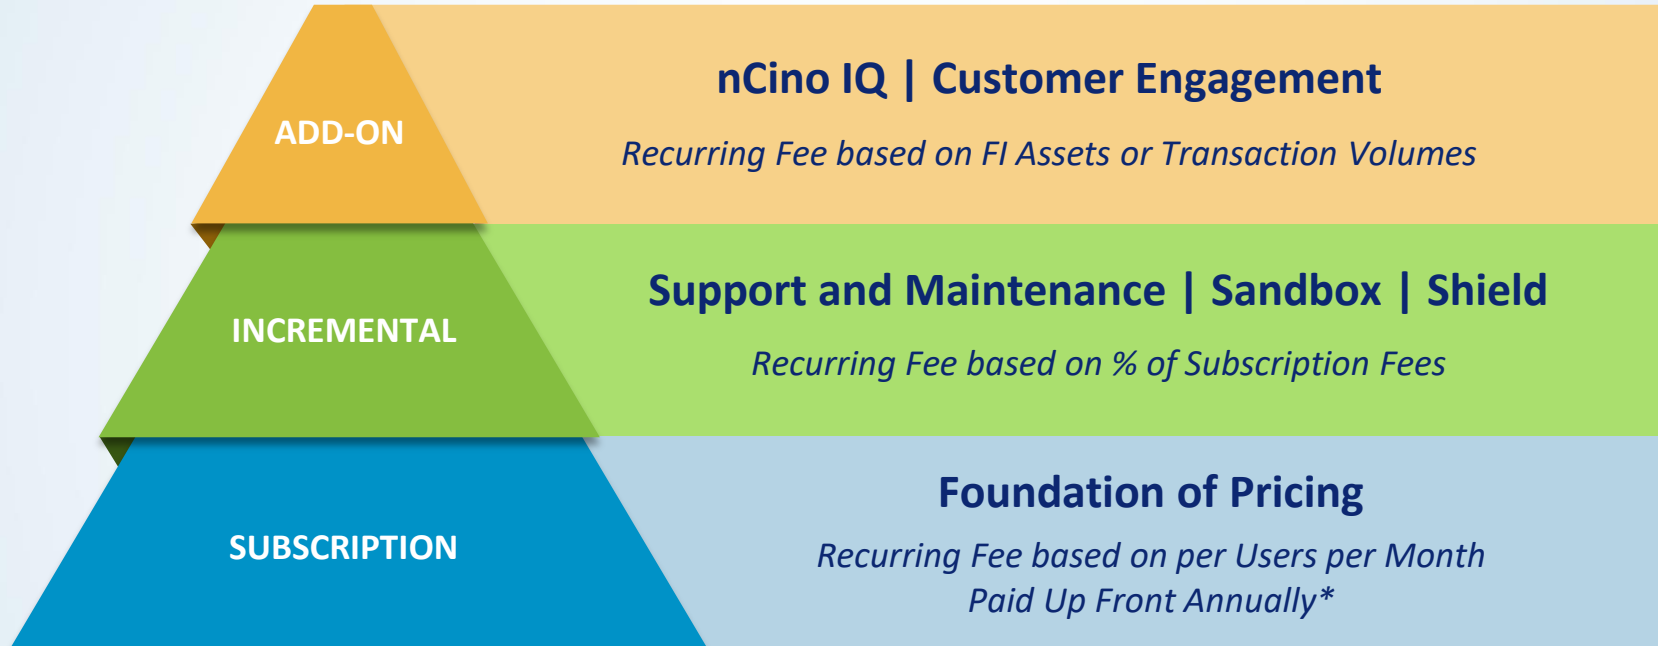 ADD-ON
nCino IQ | Customer Engagement
Recurring Fee based on FI Assets or Transaction Volumes
INCREMENTAL
Support and Maintenance | Sandbox | Shield
Recurring Fee based on % of Subscription Fees
SUBSCRIPTION
Foundation of Pricing
Recurring Fee based on per Users per Month
Paid Up Front Annually*